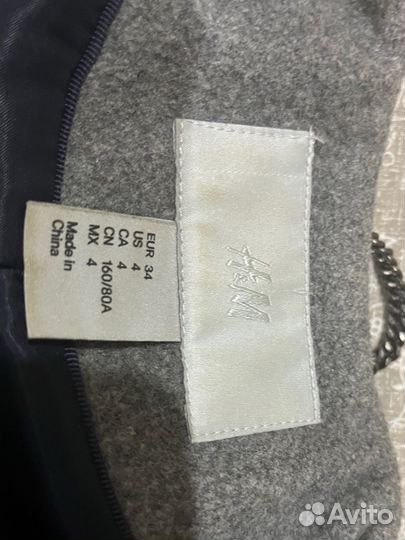 EUR 34
US 4
CA 4
CN 160/80A
MX 4
Made in
China
H&M
Avito